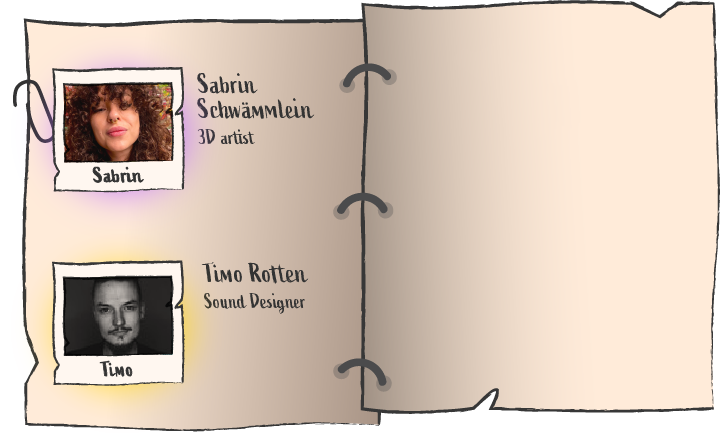 Sabrin
Schwämmlein
3D artist
Sabrin
Timo Rotten
Sound Designer
Timo